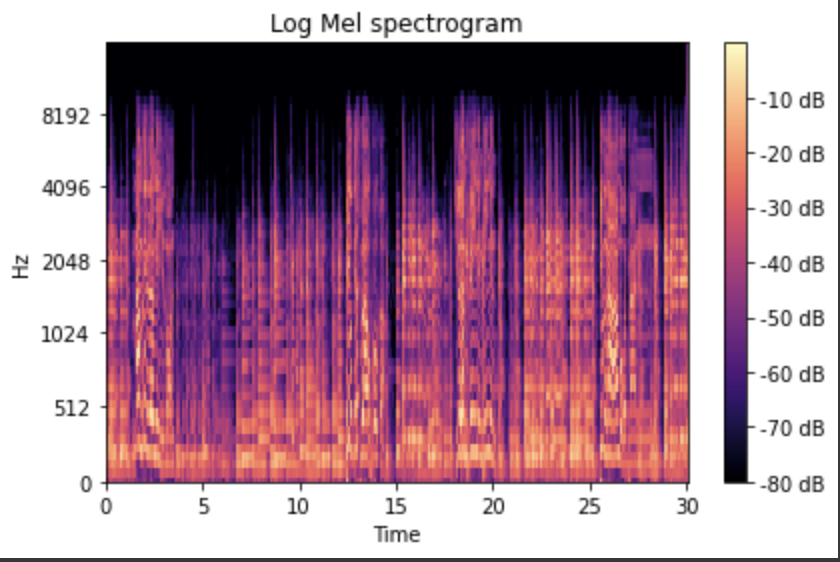 Log Mel spectrogram
8192
4096
2048
1024
512
0
Hz
0 5 10 15 20 25 30
Time
-10 dB
-20 dB
-30 dB
-40 dB
-50 dB
-60 dB
-70 dB
-80 dB